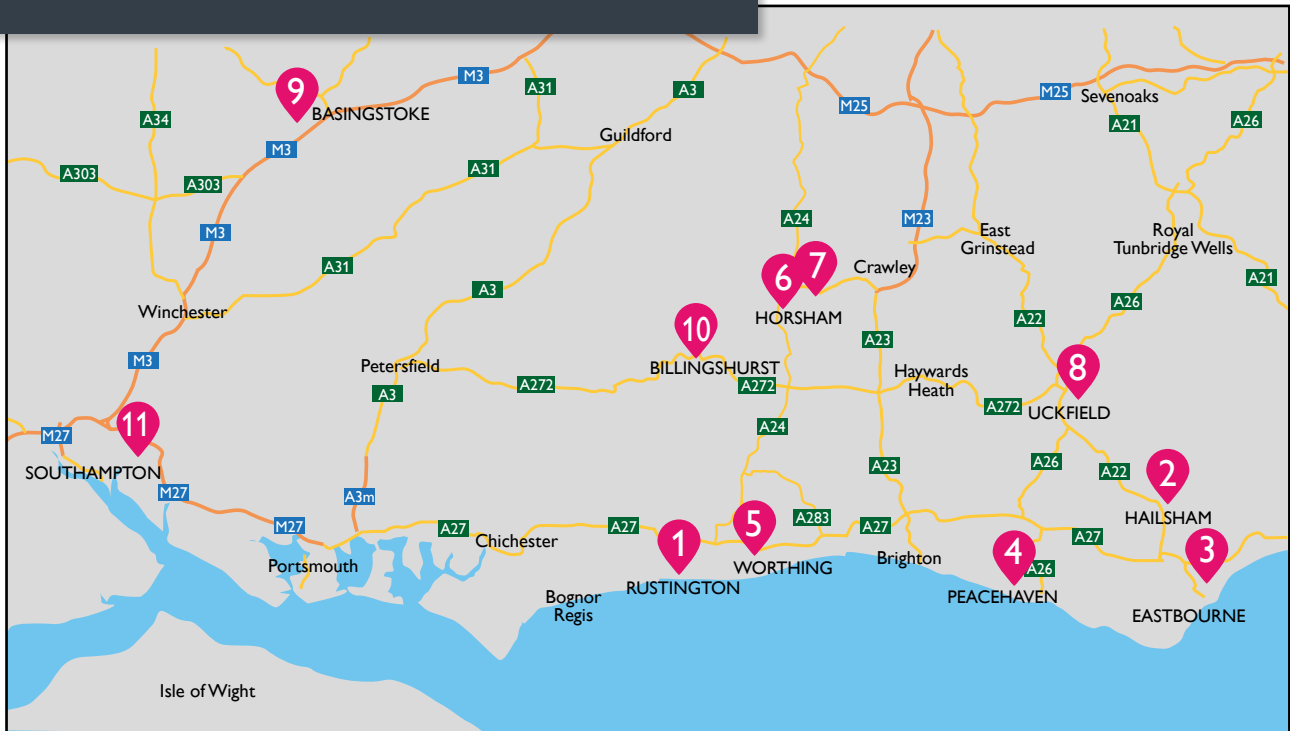 M3
A31
A3
M25
M25
Sevenoaks
9
BASINGSTOKE
A34
A21
A26
Guildford
M3
A303
A303
A31
M3
A24
M23
East
Grinstead
Royal
Tunbridge Wells
A31
6
7
Crawley
A21
A3
A26
Winchester
HORSHAM
A22
10
A23
M3
Petersfield
BILLINGSHURST
8
A272
A272
Haywards
Heath
A3
A272
UCKFIELD
11
A24
M27
SOUTHAMPTON
A23
A26
A22
2
M27
A3m
HAILSHAM
M27
A27
Chichester
A27
1
5
A283
A27
A27
3
Portsmouth
WORTHING
Brighton
4
A26
RUSTINGTON
PEACEHAVEN
Bognor
Regis
EASTBOURNE
Isle of Wight